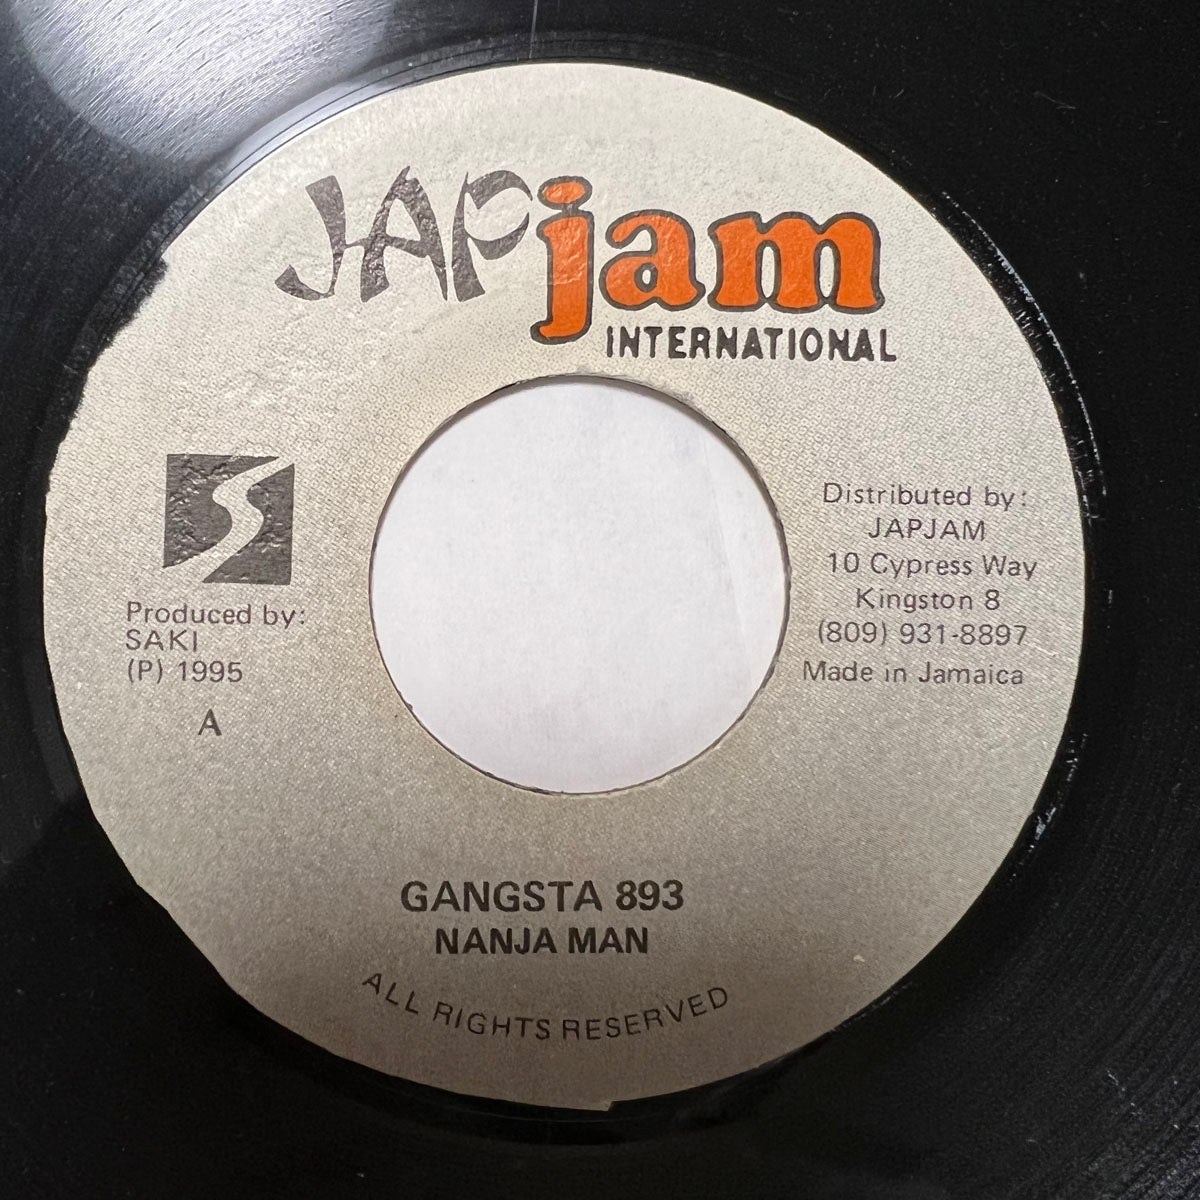 JAPjam
INTERNATIONAL
Produced by:
SAKI
(P) 1995
A
Distributed by:
JAPJAM
10 Cypress Way
Kingston 8
(809) 931-8897
Made in Jamaica
GANGSTA 893
NANJA MAN
ALL RIGHTS RESERVED